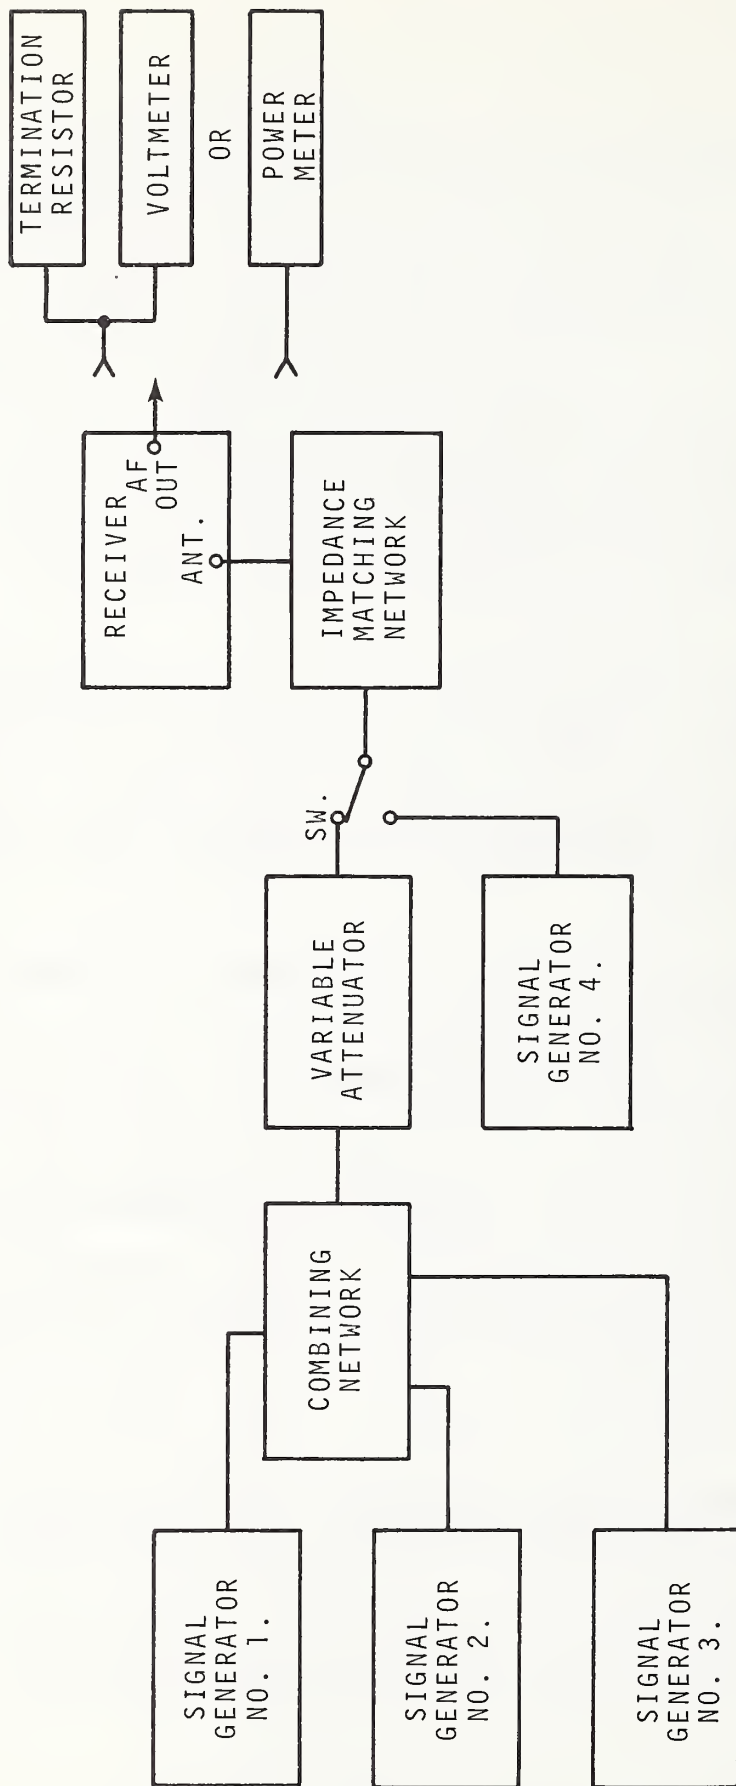 SIGNAL
GENERATOR
NO. 1.
SIGNAL
GENERATOR
NO. 2.
SIGNAL
GENERATOR
NO. 3.
COMBINING
NETWORK
VARIABLE
ATTENUATOR
SIGNAL
GENERATOR
NO. 4.
SW.
RECEIVER
AF
OUT
ANT.
IMPEDANCE
MATCHING
NETWORK
TERMINATION
RESISTOR
VOLTMETER
OR
POWER
METER